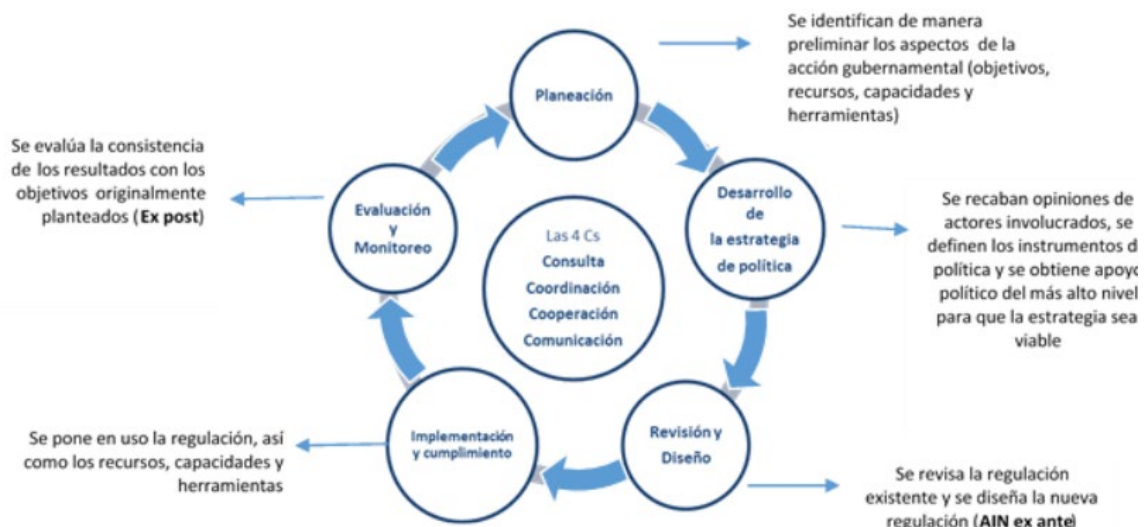 Planeación
Se identifican de manera
preliminar los aspectos de la
acción gubernamental (objetivos,
recursos, capacidades y
herramientas)
Desarrollo
de
la estrategia
de política
Se recaban opiniones de
actores involucrados, se
definen los instrumentos d
política y se obtiene apoyo
político del más alto nivel
para que la estrategia sea
viable
Revisión y
Diseño
Se revisa la regulación
existente y se diseña la nueva
regulación (AIN ex ante)
Implementación
y cumplimiento
Se pone en uso la regulación, así
como los recursos, capacidades y
herramientas
Evaluación
y
Monitoreo
Se evalúa la consistencia
de los resultados con los
objetivos originalmente
planteados (Ex post)
Las 4 Cs
Consulta
Coordinación
Cooperación
Comunicación